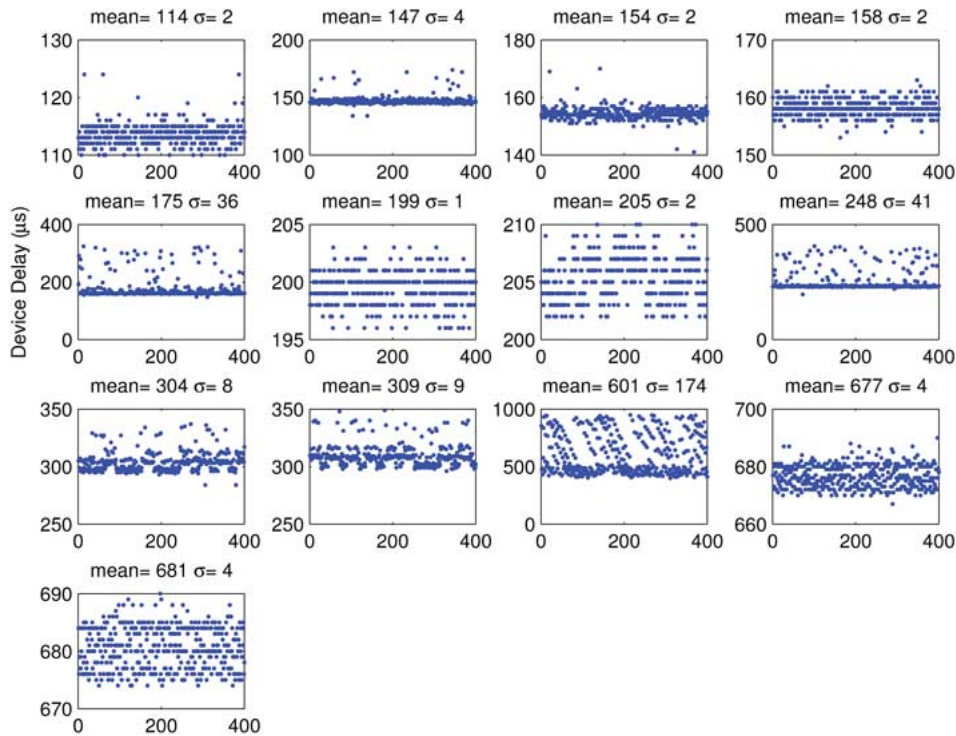 mean= 114 σ= 2
mean= 147 σ= 4
mean= 154 σ= 2
mean= 158 σ= 2
130
120
110
0 200 400
200
150
100
0 200 400
180
160
140
0 200 400
170
160
150
0 200 400
Device Delay (μs)
mean= 175 σ= 36
mean= 199 σ= 1
mean= 205 σ= 2
mean= 248 σ= 41
400
200
0
0 200 400
205
200
195
0 200 400
210
205
200
0 200 400
500
0
0 200 400
mean= 304 σ= 8
mean= 309 σ= 9
mean= 601 σ= 174
mean= 677 σ= 4
350
300
250
0 200 400
350
300
250
0 200 400
1000
500
0
0 200 400
700
680
660
0 200 400
mean= 681 σ= 4
690
680
670
0 200 400